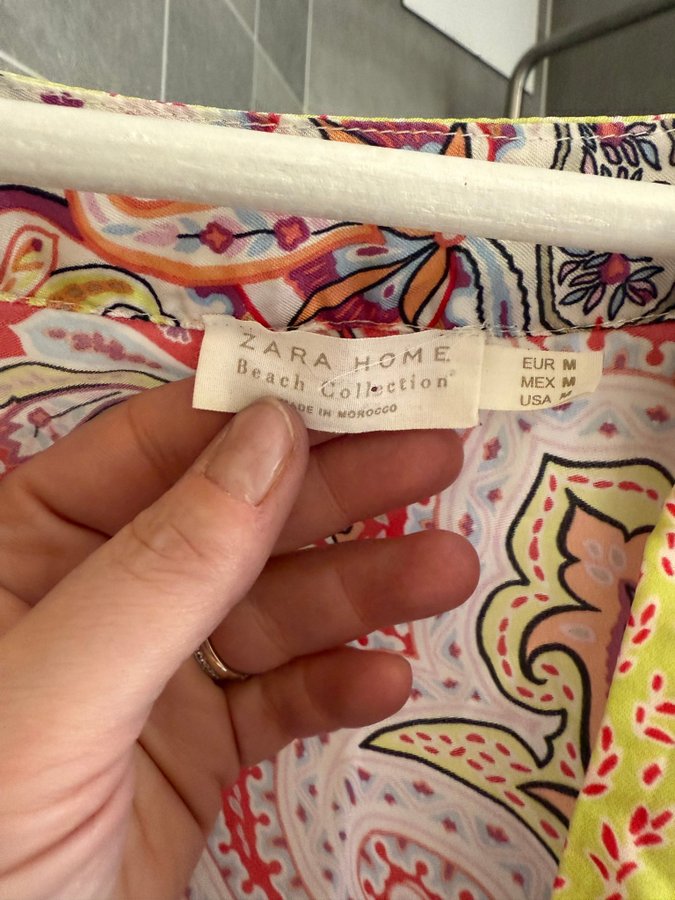 ZARA HOME
Beach Collection®
MADE IN MOROCCO
EUR M
MEX M
USA M